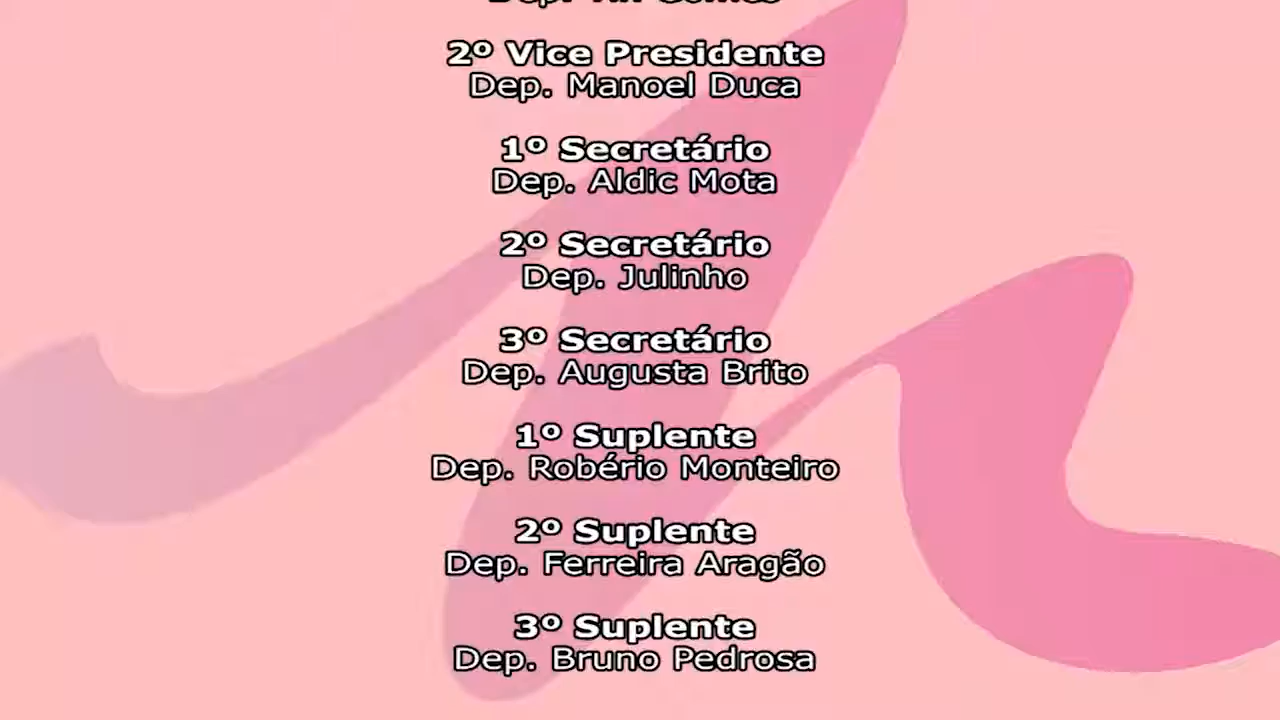 2º Vice Presidente
Dep. Manoel Duca
1º Secretário
Dep. Aldic Mota
2º Secretário
Dep. Julinho
3º Secretário
Dep. Augusta Brito
1º Suplente
Dep. Robério Monteiro
2º Suplente
Dep. Ferreira Aragão
3º Suplente
Dep. Bruno Pedrosa